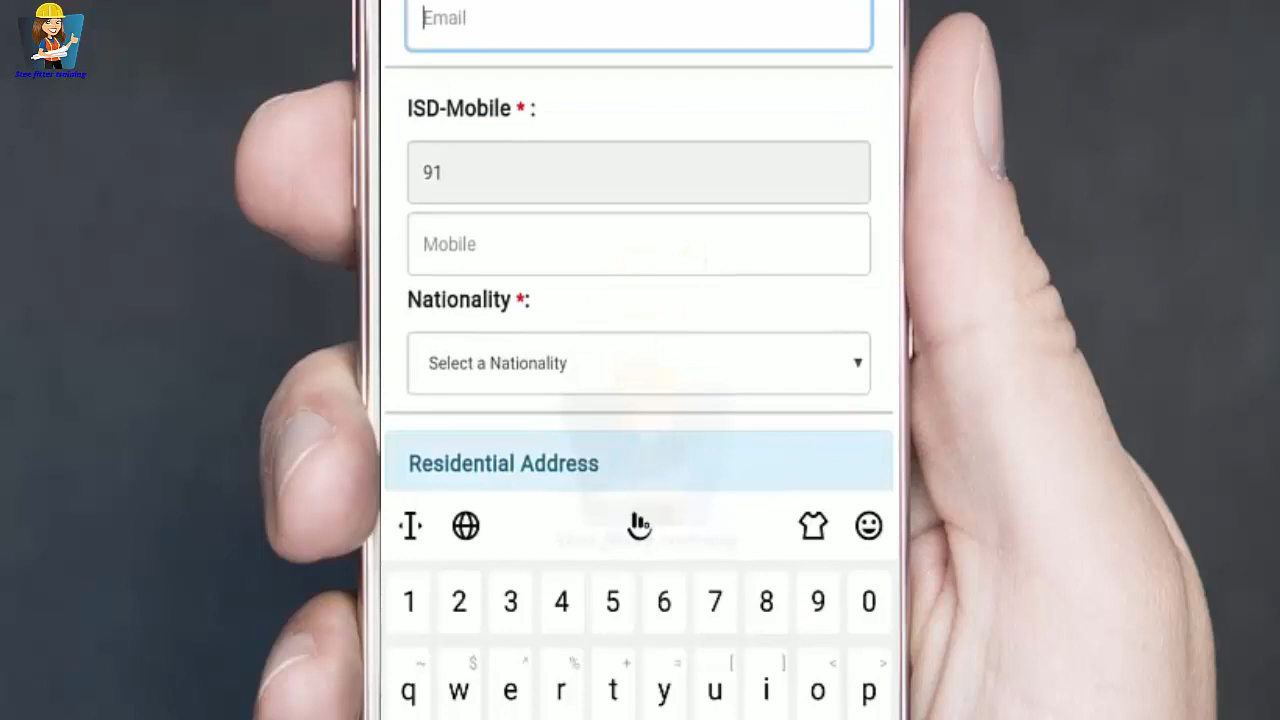 Email
ISD-Mobile * :
91
Mobile
Nationality *:
Select a Nationality
Residential Address
1 2 3 4 5 6 7 8 9 0
~ $ ^ % + = [ ] < >
q w e r t y u i o p